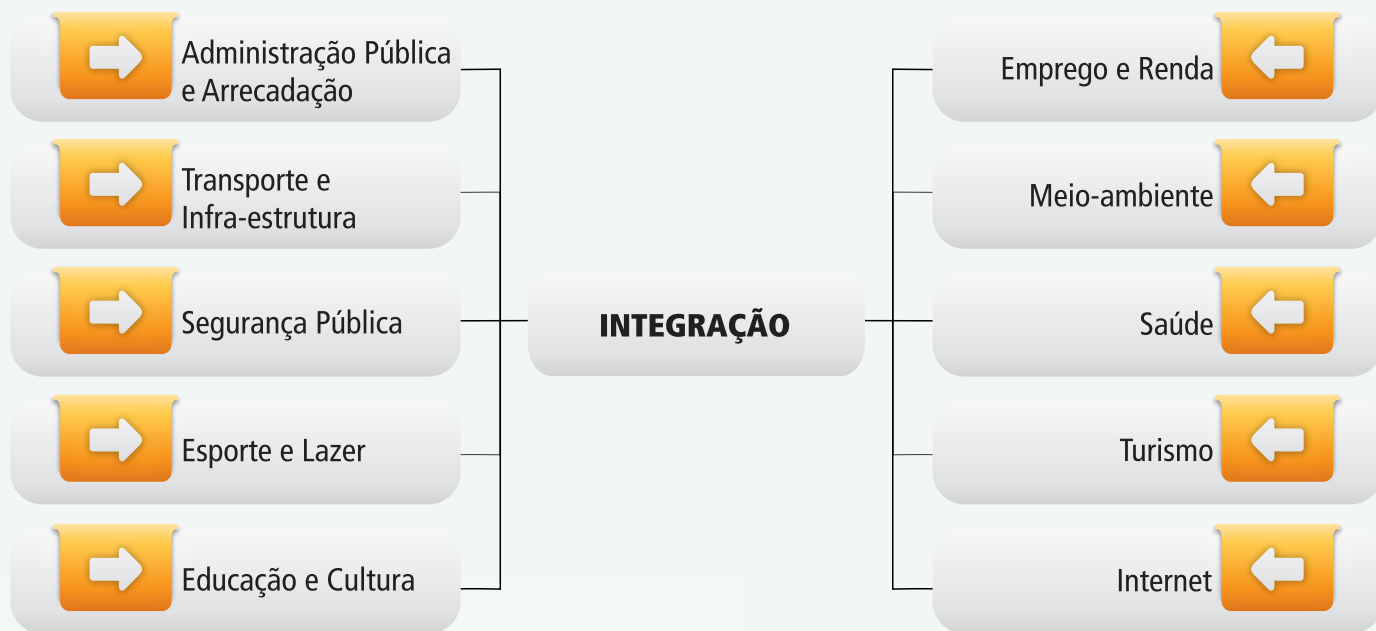 Administração Pública
e Arrecadação
Transporte e
Infra-estrutura
Segurança Pública
Esporte e Lazer
Educação e Cultura
INTEGRAÇÃO
Emprego e Renda
Meio-ambiente
Saúde
Turismo
Internet